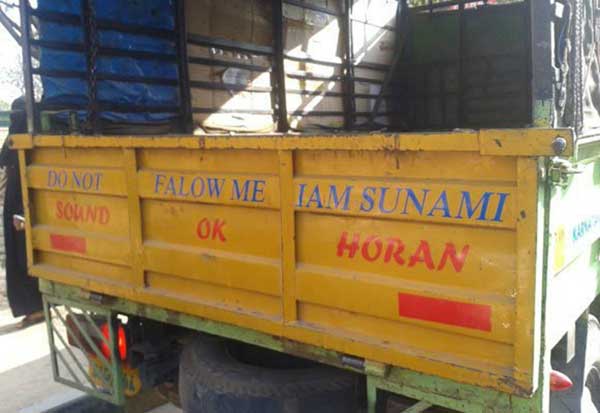 DO NOT FALOW ME IAM SUNAMI
SOUND OK HORAN